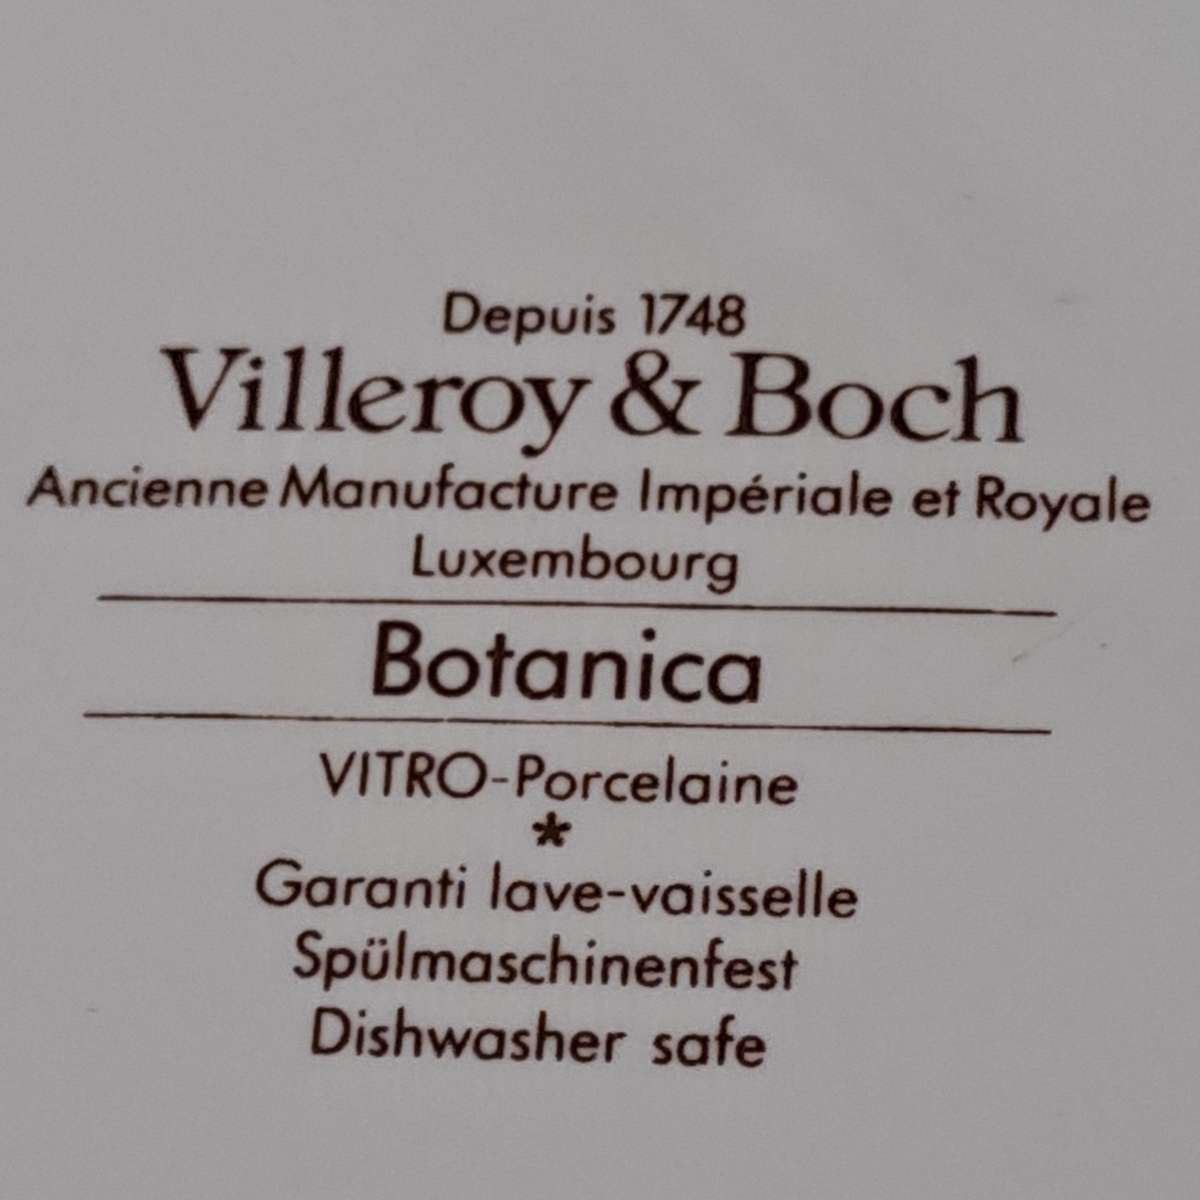 Depuis 1748
Villeroy & Boch
Ancienne Manufacture Impériale et Royale
Luxembourg
Botanica
VITRO-Porcelaine
*
Garanti lave-vaisselle
Spülmaschinenfest
Dishwasher safe